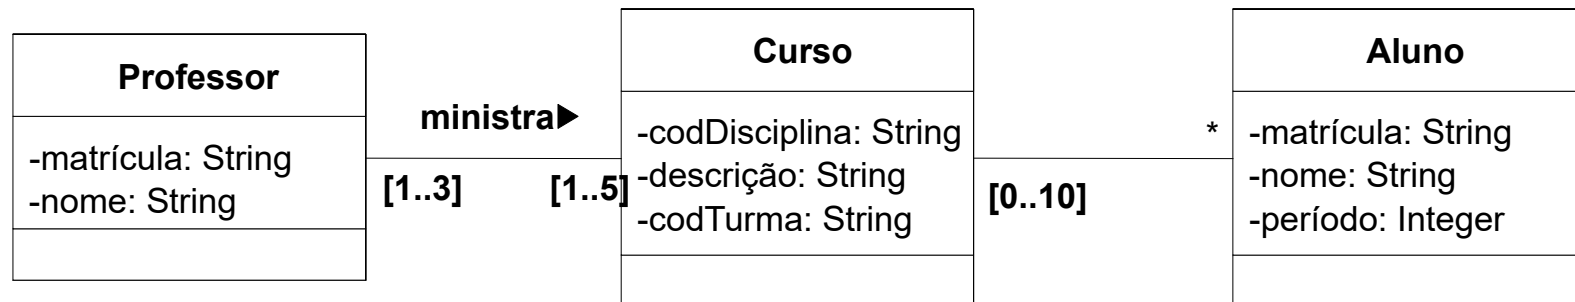 Professor
-matrícula: String
-nome: String
ministra▶
[1..3]
[1..5]
Curso
-codDisciplina: String
-descrição: String
-codTurma: String
[0..10]
*
Aluno
-matrícula: String
-nome: String
-período: Integer